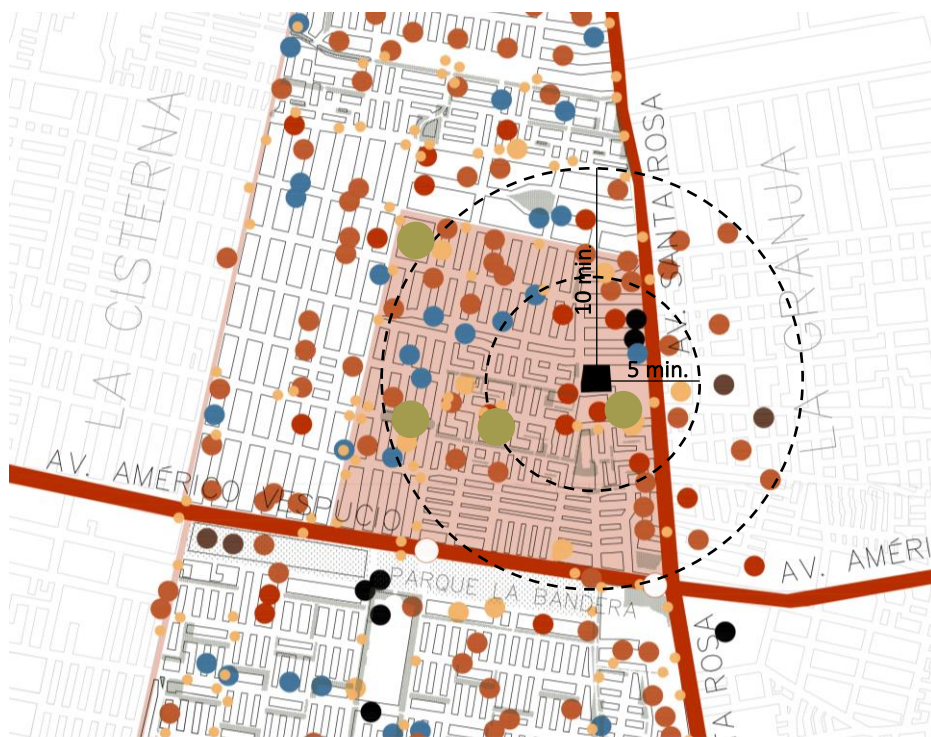 LA CISTERNA
AV. SANTA ROSA
LA GRANJA
10 min.
5 min.
AV. AMÉRICO VESPUCIO
AV. AMÉRI
PARQUE LA BANDERA
TA ROSA